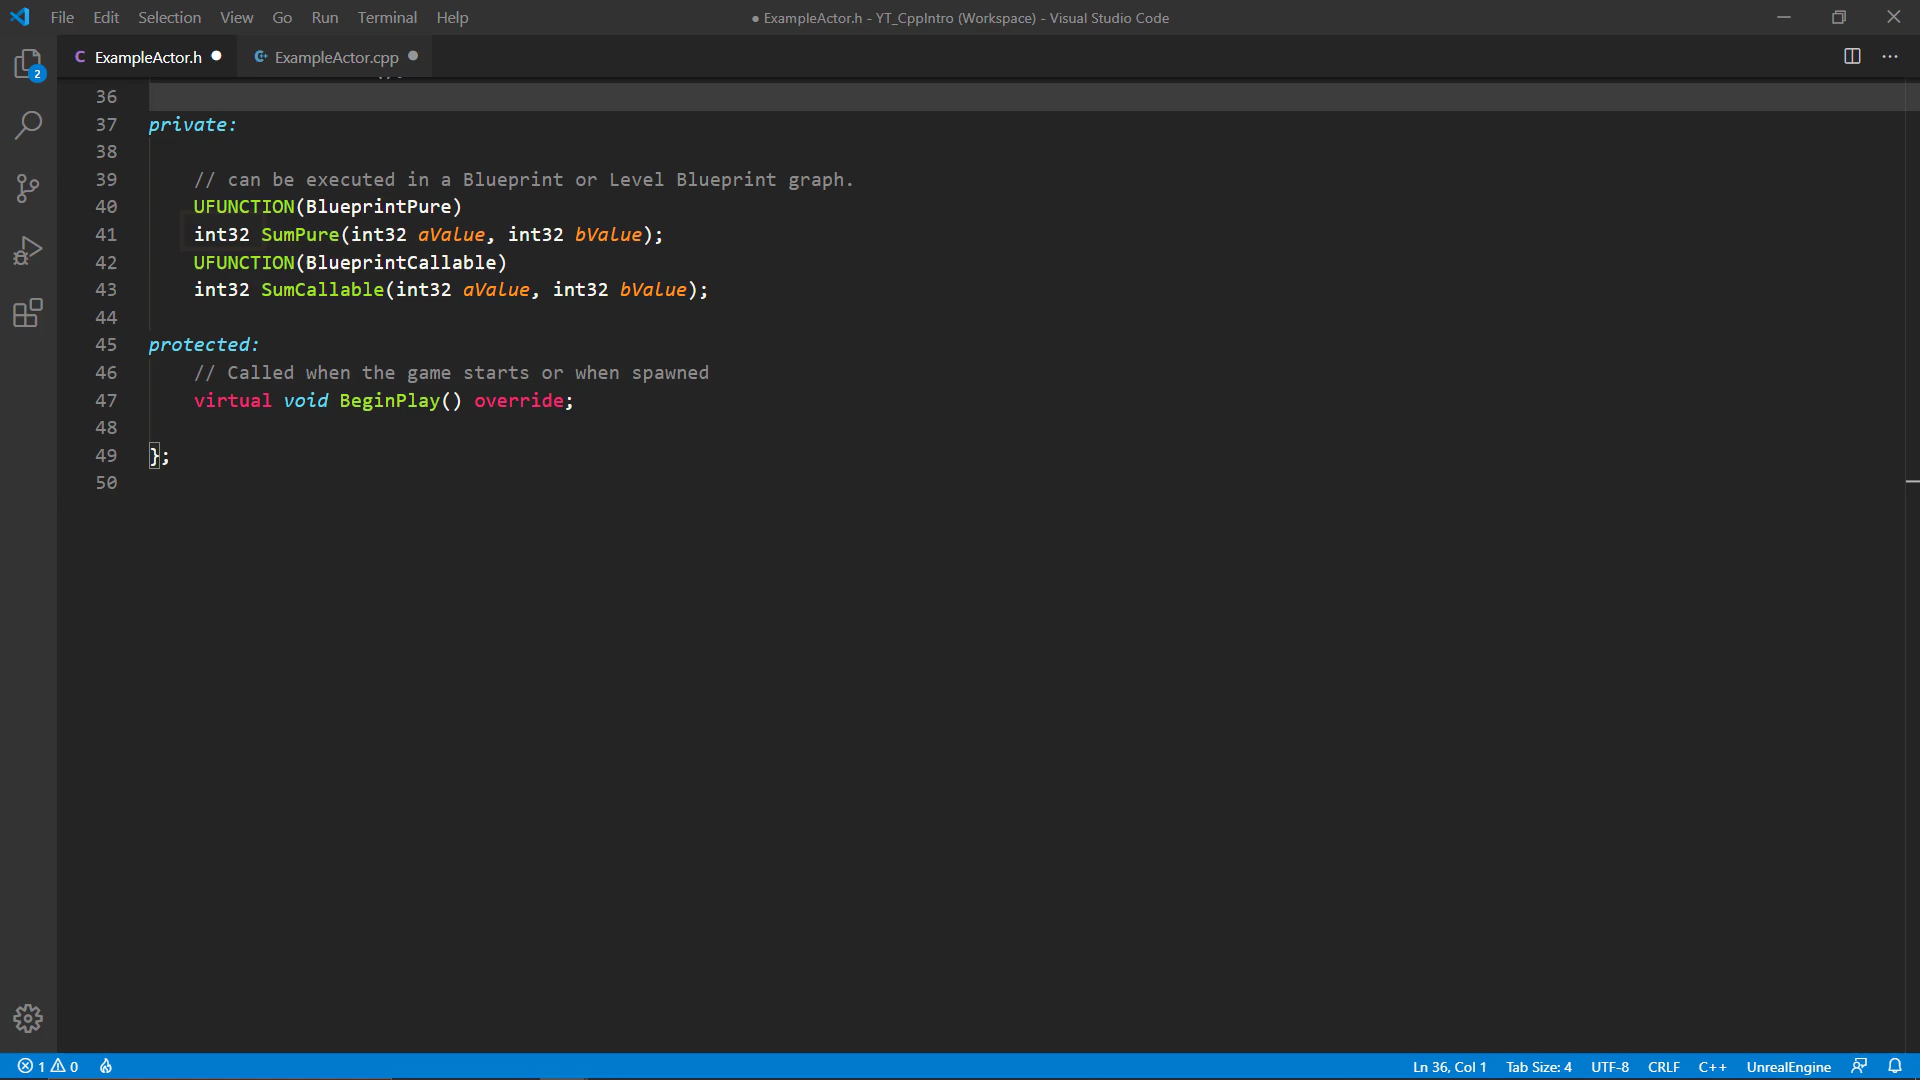 File Edit Selection View Go Run Terminal Help
● ExampleActor.h - YT_CppIntro (Workspace) - Visual Studio Code
2
C ExampleActor.h
ExampleActor.cpp
36
37 private:
38
39 // can be executed in a Blueprint or Level Blueprint graph.
40 UFUNCTION(BlueprintPure)
41 int32 SumPure(int32 aValue, int32 bValue);
42 UFUNCTION(BlueprintCallable)
43 int32 SumCallable(int32 aValue, int32 bValue);
44
45 protected:
46 // Called when the game starts or when spawned
47 virtual void BeginPlay() override;
48
49 };
50
1 0
Ln 36, Col 1 Tab Size: 4 UTF-8 CRLF C++ UnrealEngine